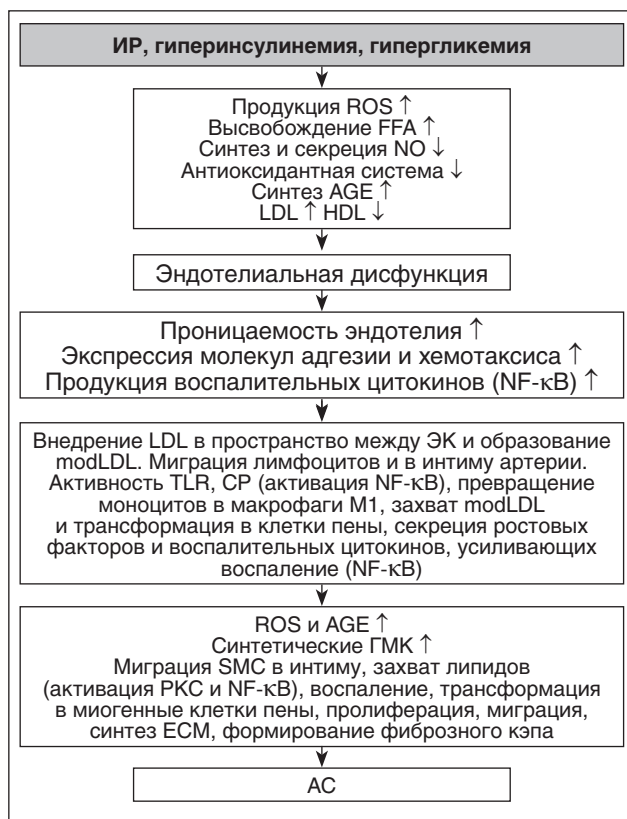 ИР, гиперинсулинемия, гипергликемия
Продукция ROS ↑
Высвобождение FFA ↑
Синтез и секреция NO ↓
Антиоксидантная система ↓
Синтез AGE ↑
LDL ↑ HDL ↓
Эндотелиальная дисфункция
Проницаемость эндотелия ↑
Экспрессия молекул адгезии и хемотаксиса ↑
Продукция воспалительных цитокинов (NF-κB) ↑
Внедрение LDL в пространство между ЭК и образование
modLDL. Миграция лимфоцитов и в интиму артерии.
Активность TLR, CP (активация NF-κB), превращение
моноцитов в макрофаги M1, захват modLDL
и трансформация в клетки пены, секреция ростовых
факторов и воспалительных цитокинов, усиливающих
воспаление (NF-κB)
ROS и AGE ↑
Синтетические ГМК ↑
Миграция SMC в интиму, захват липидов
(активация PKC и NF-κB), воспаление, трансформация
в миогенные клетки пены, пролиферация, миграция,
синтез ECM, формирование фиброзного кэпа
АС